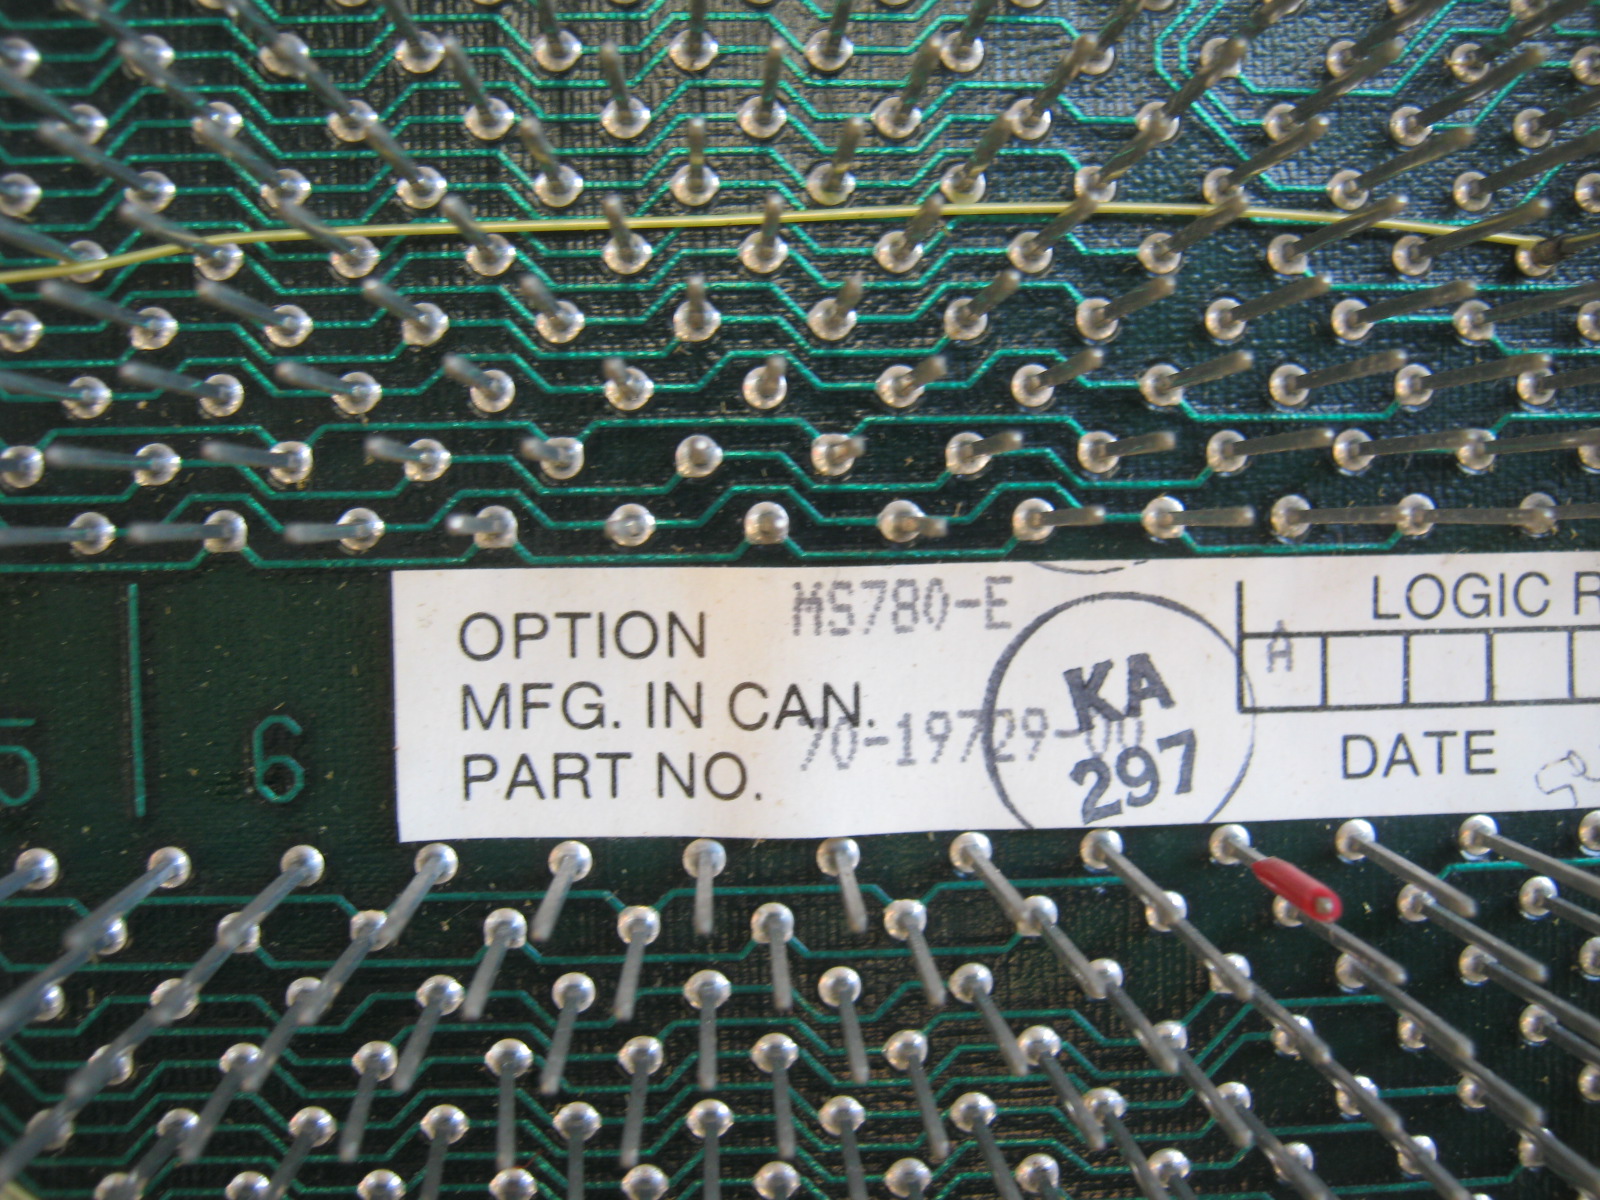 OPTION MS780-E
MFG. IN CAN.
PART NO. 70-19729-00
KA
297
LOGIC R
A
DATE
5 6